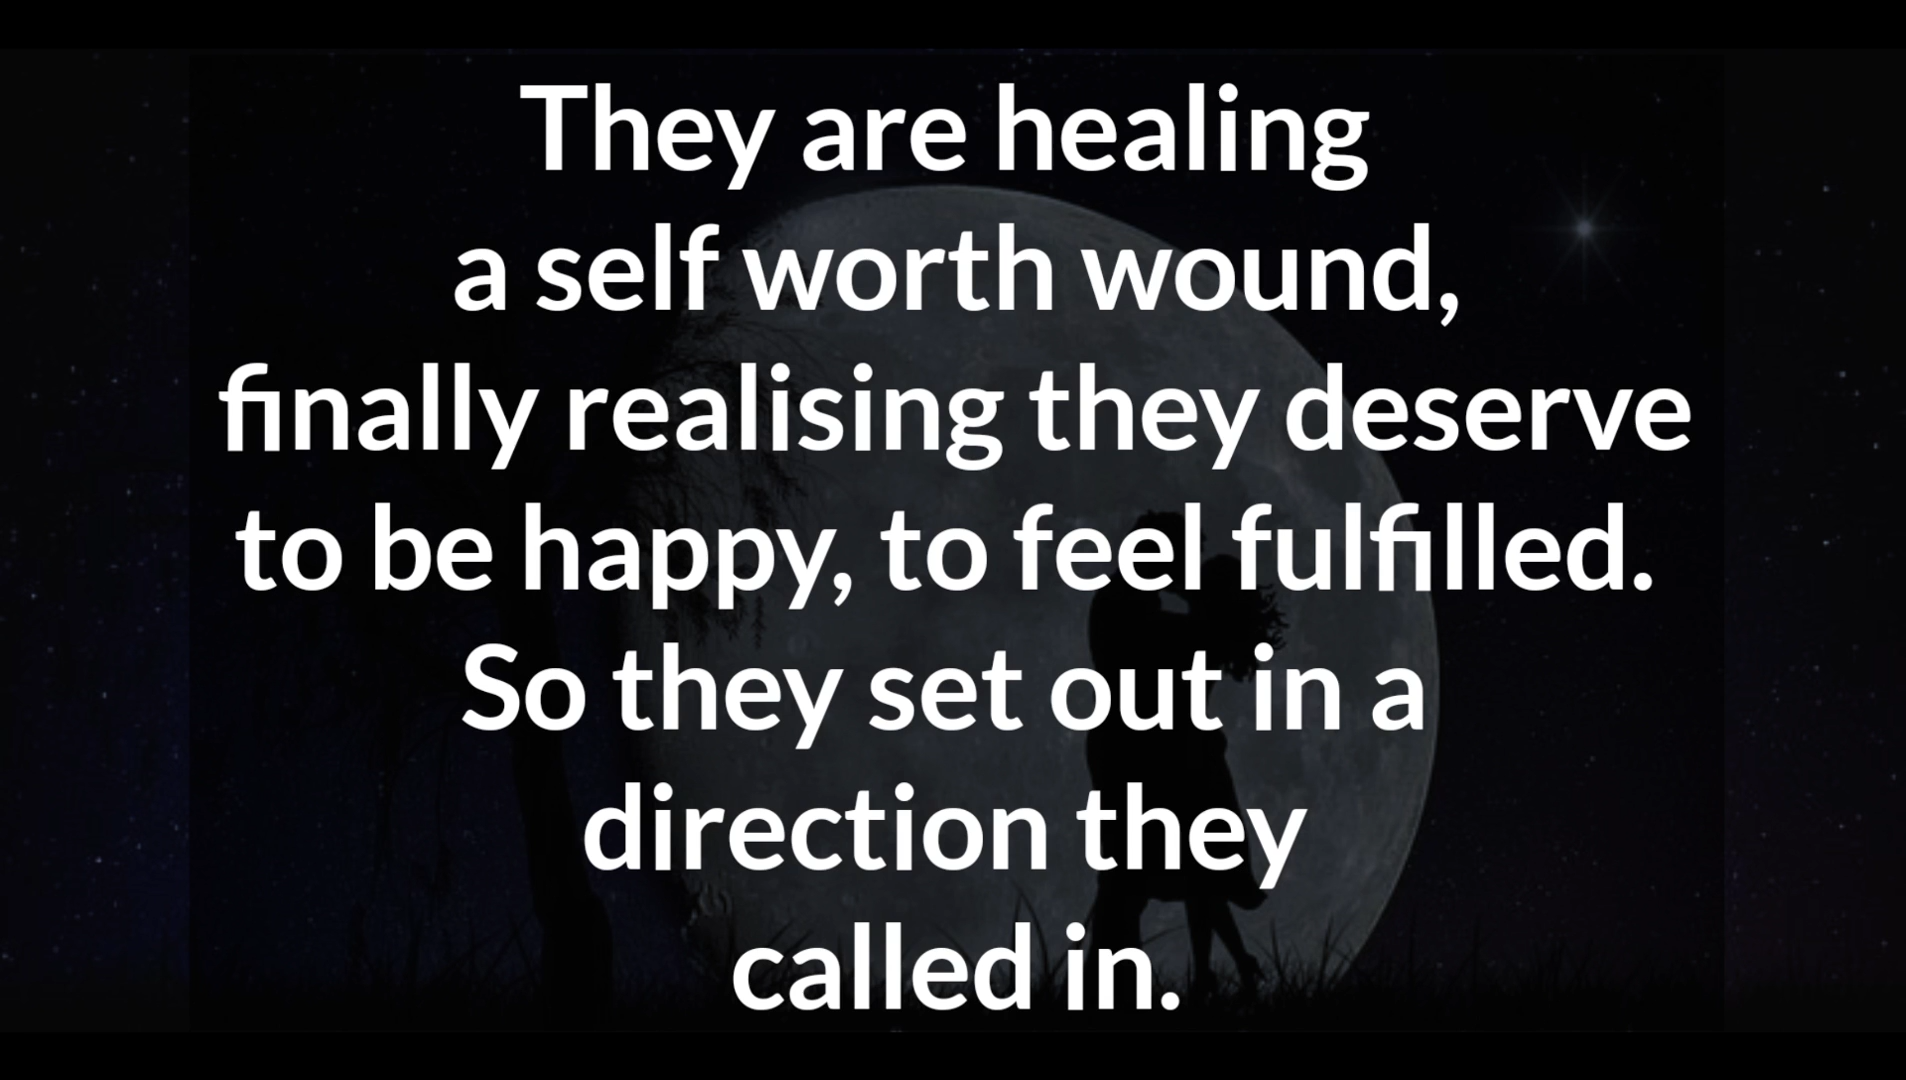 They are healing
a self worth wound,
finally realising they deserve
to be happy, to feel fulfilled.
So they set out in a
direction they
called in.